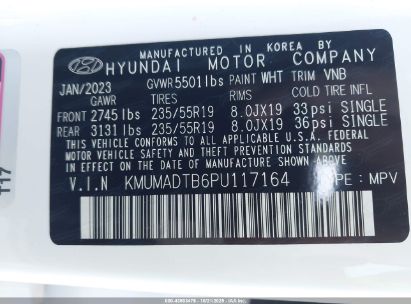 MANUFACTURED IN KOREA BY
HYUNDAI MOTOR COMPANY
JAN/2023 GVWR 5501lbs PAINT WHT TRIM VNB
GAWR TIRES RIMS COLD TIRE INFL
FRONT 2745lbs 235/55R19 8.0JX19 33psi SINGLE
REAR 3131lbs 235/55R19 8.0JX19 36psi SINGLE
THIS VEHICLE CONFORMS TO ALL APPLICABLE
FEDERAL MOTOR VEHICLE SAFETY STANDARDS
IN EFFECT ON THE DATE OF MANUFACTURE
SHOWN ABOVE.
V.I.N KMUMADTB6PU117164 TYPE: MPV
117